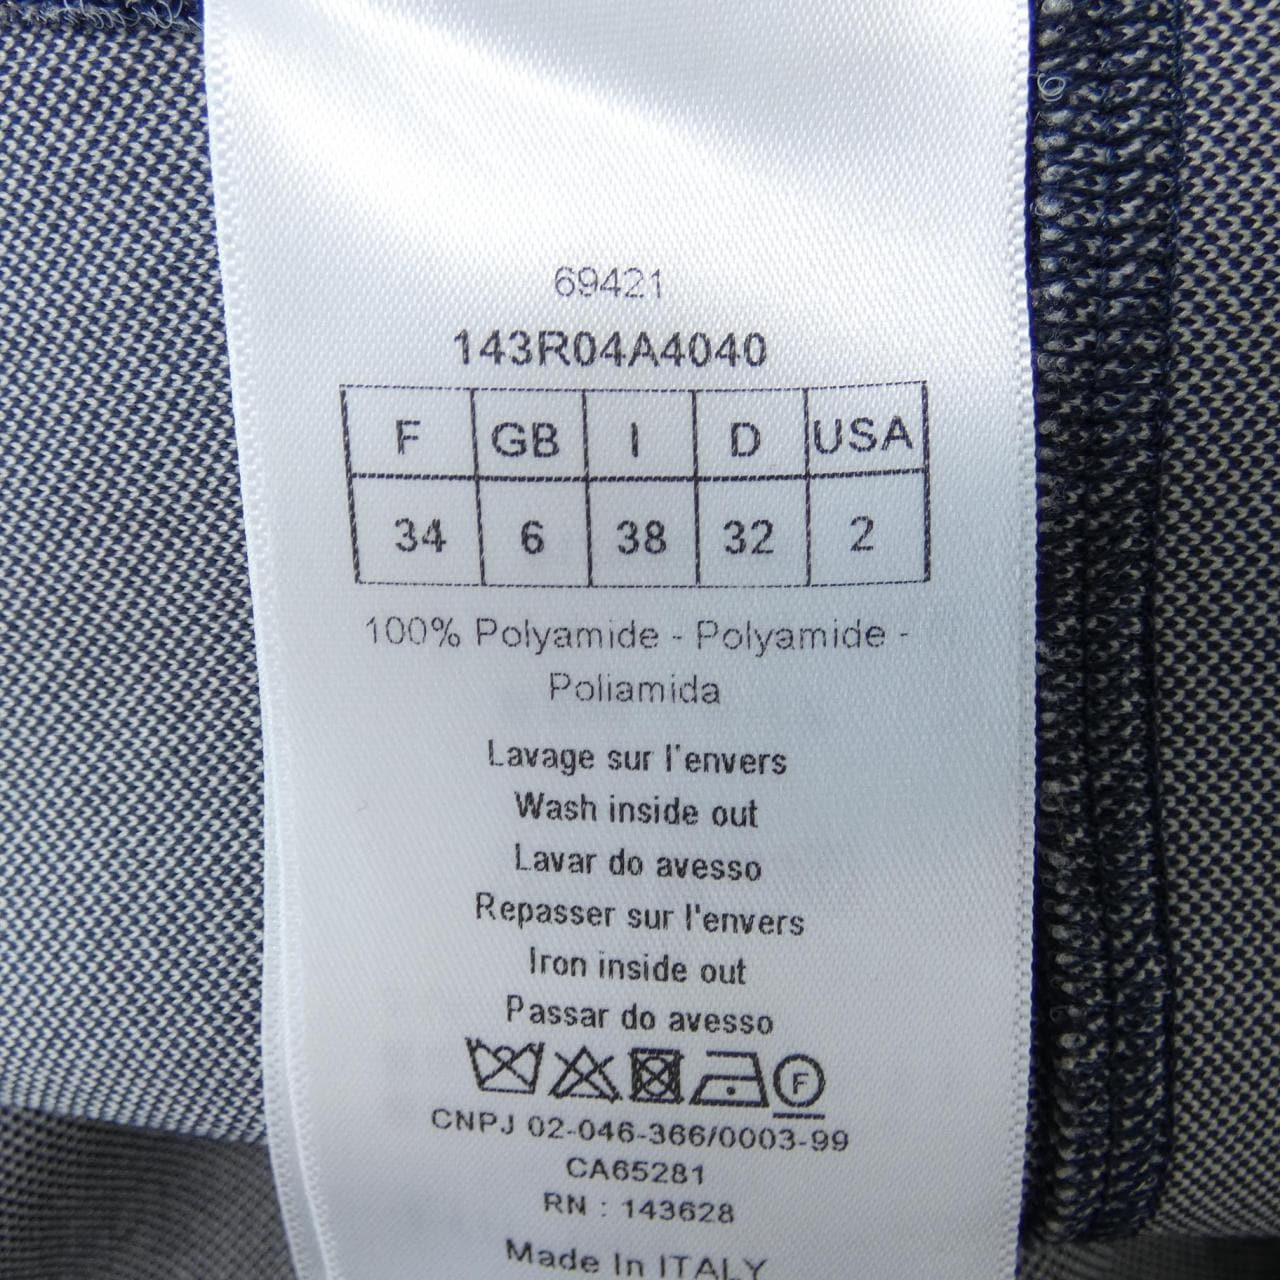 69421
143R04A4040
F GB I D USA
34 6 38 32 2
100% Polyamide - Polyamide -
Poliamida
Lavage sur l'envers
Wash inside out
Lavar do avesso
Repasser sur l'envers
Iron inside out
Passar do avesso
F
CNPJ 02-046-366/0003-99
CA65281
RN : 143628
Made In ITALY